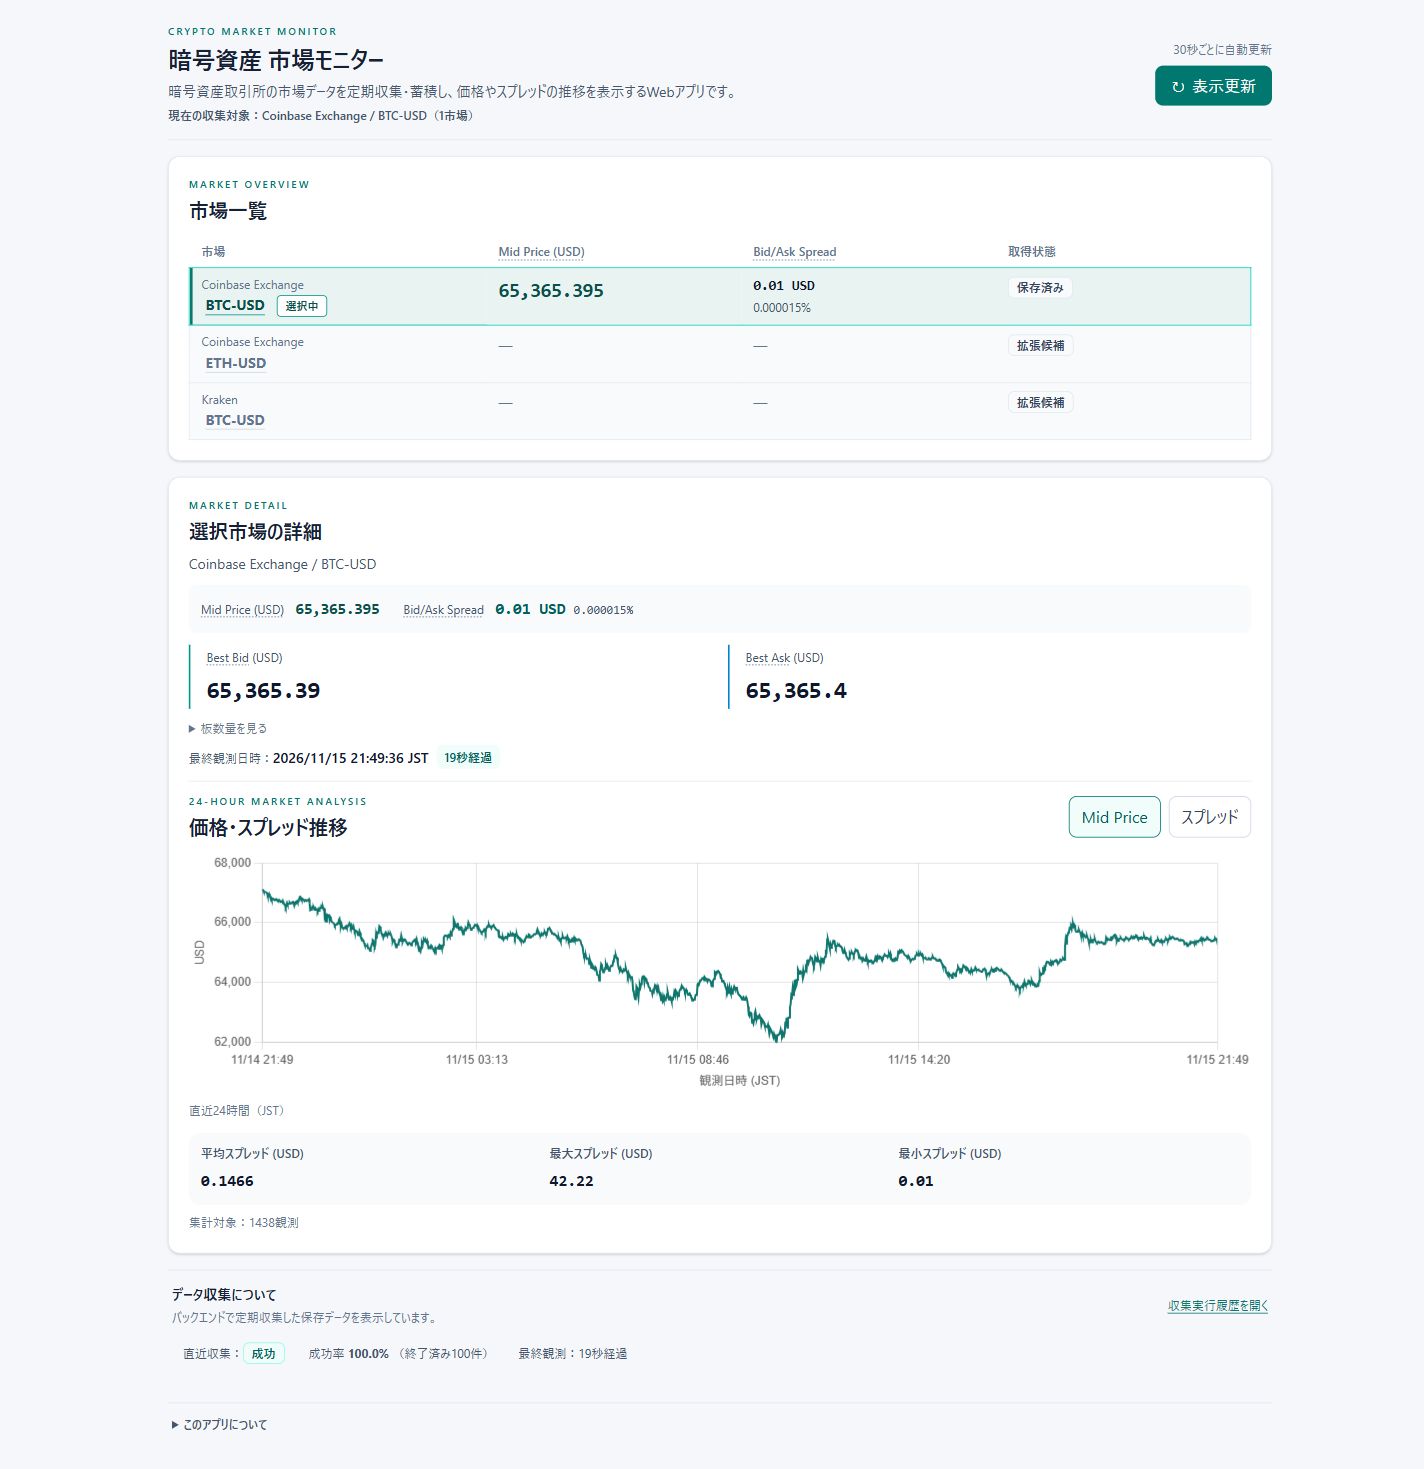 CRYPTO MARKET MONITOR
暗号資産 市場モニター
暗号資産取引所の市場データを定期収集・蓄積し、価格やスプレッドの推移を表示するWebアプリです。
現在の収集対象：Coinbase Exchange / BTC-USD（1市場）
30秒ごとに自動更新
↻ 表示更新
MARKET OVERVIEW
市場一覧
市場 Mid Price (USD) Bid/Ask Spread 取得状態
Coinbase Exchange
BTC-USD 選択中
65,365.395
0.01 USD
0.000015%
保存済み
Coinbase Exchange
ETH-USD
— — 拡張候補
Kraken
BTC-USD
— — 拡張候補
MARKET DETAIL
選択市場の詳細
Coinbase Exchange / BTC-USD
Mid Price (USD) 65,365.395 Bid/Ask Spread 0.01 USD 0.000015%
Best Bid (USD)
65,365.39
Best Ask (USD)
65,365.4
▶ 板数量を見る
最終観測日時：2026/11/15 21:49:36 JST 19秒経過
24-HOUR MARKET ANALYSIS
価格・スプレッド推移
Mid Price スプレッド
68,000
66,000
64,000
62,000
USD
11/14 21:49 11/15 03:13 11/15 08:46 11/15 14:20 11/15 21:49
観測日時 (JST)
直近24時間（JST）
平均スプレッド (USD)
0.1466
最大スプレッド (USD)
42.22
最小スプレッド (USD)
0.01
集計対象：1438観測
データ収集について
バックエンドで定期収集した保存データを表示しています。
収集実行履歴を開く
直近収集：成功 成功率 100.0% （終了済み100件） 最終観測：19秒経過
▶ このアプリについて